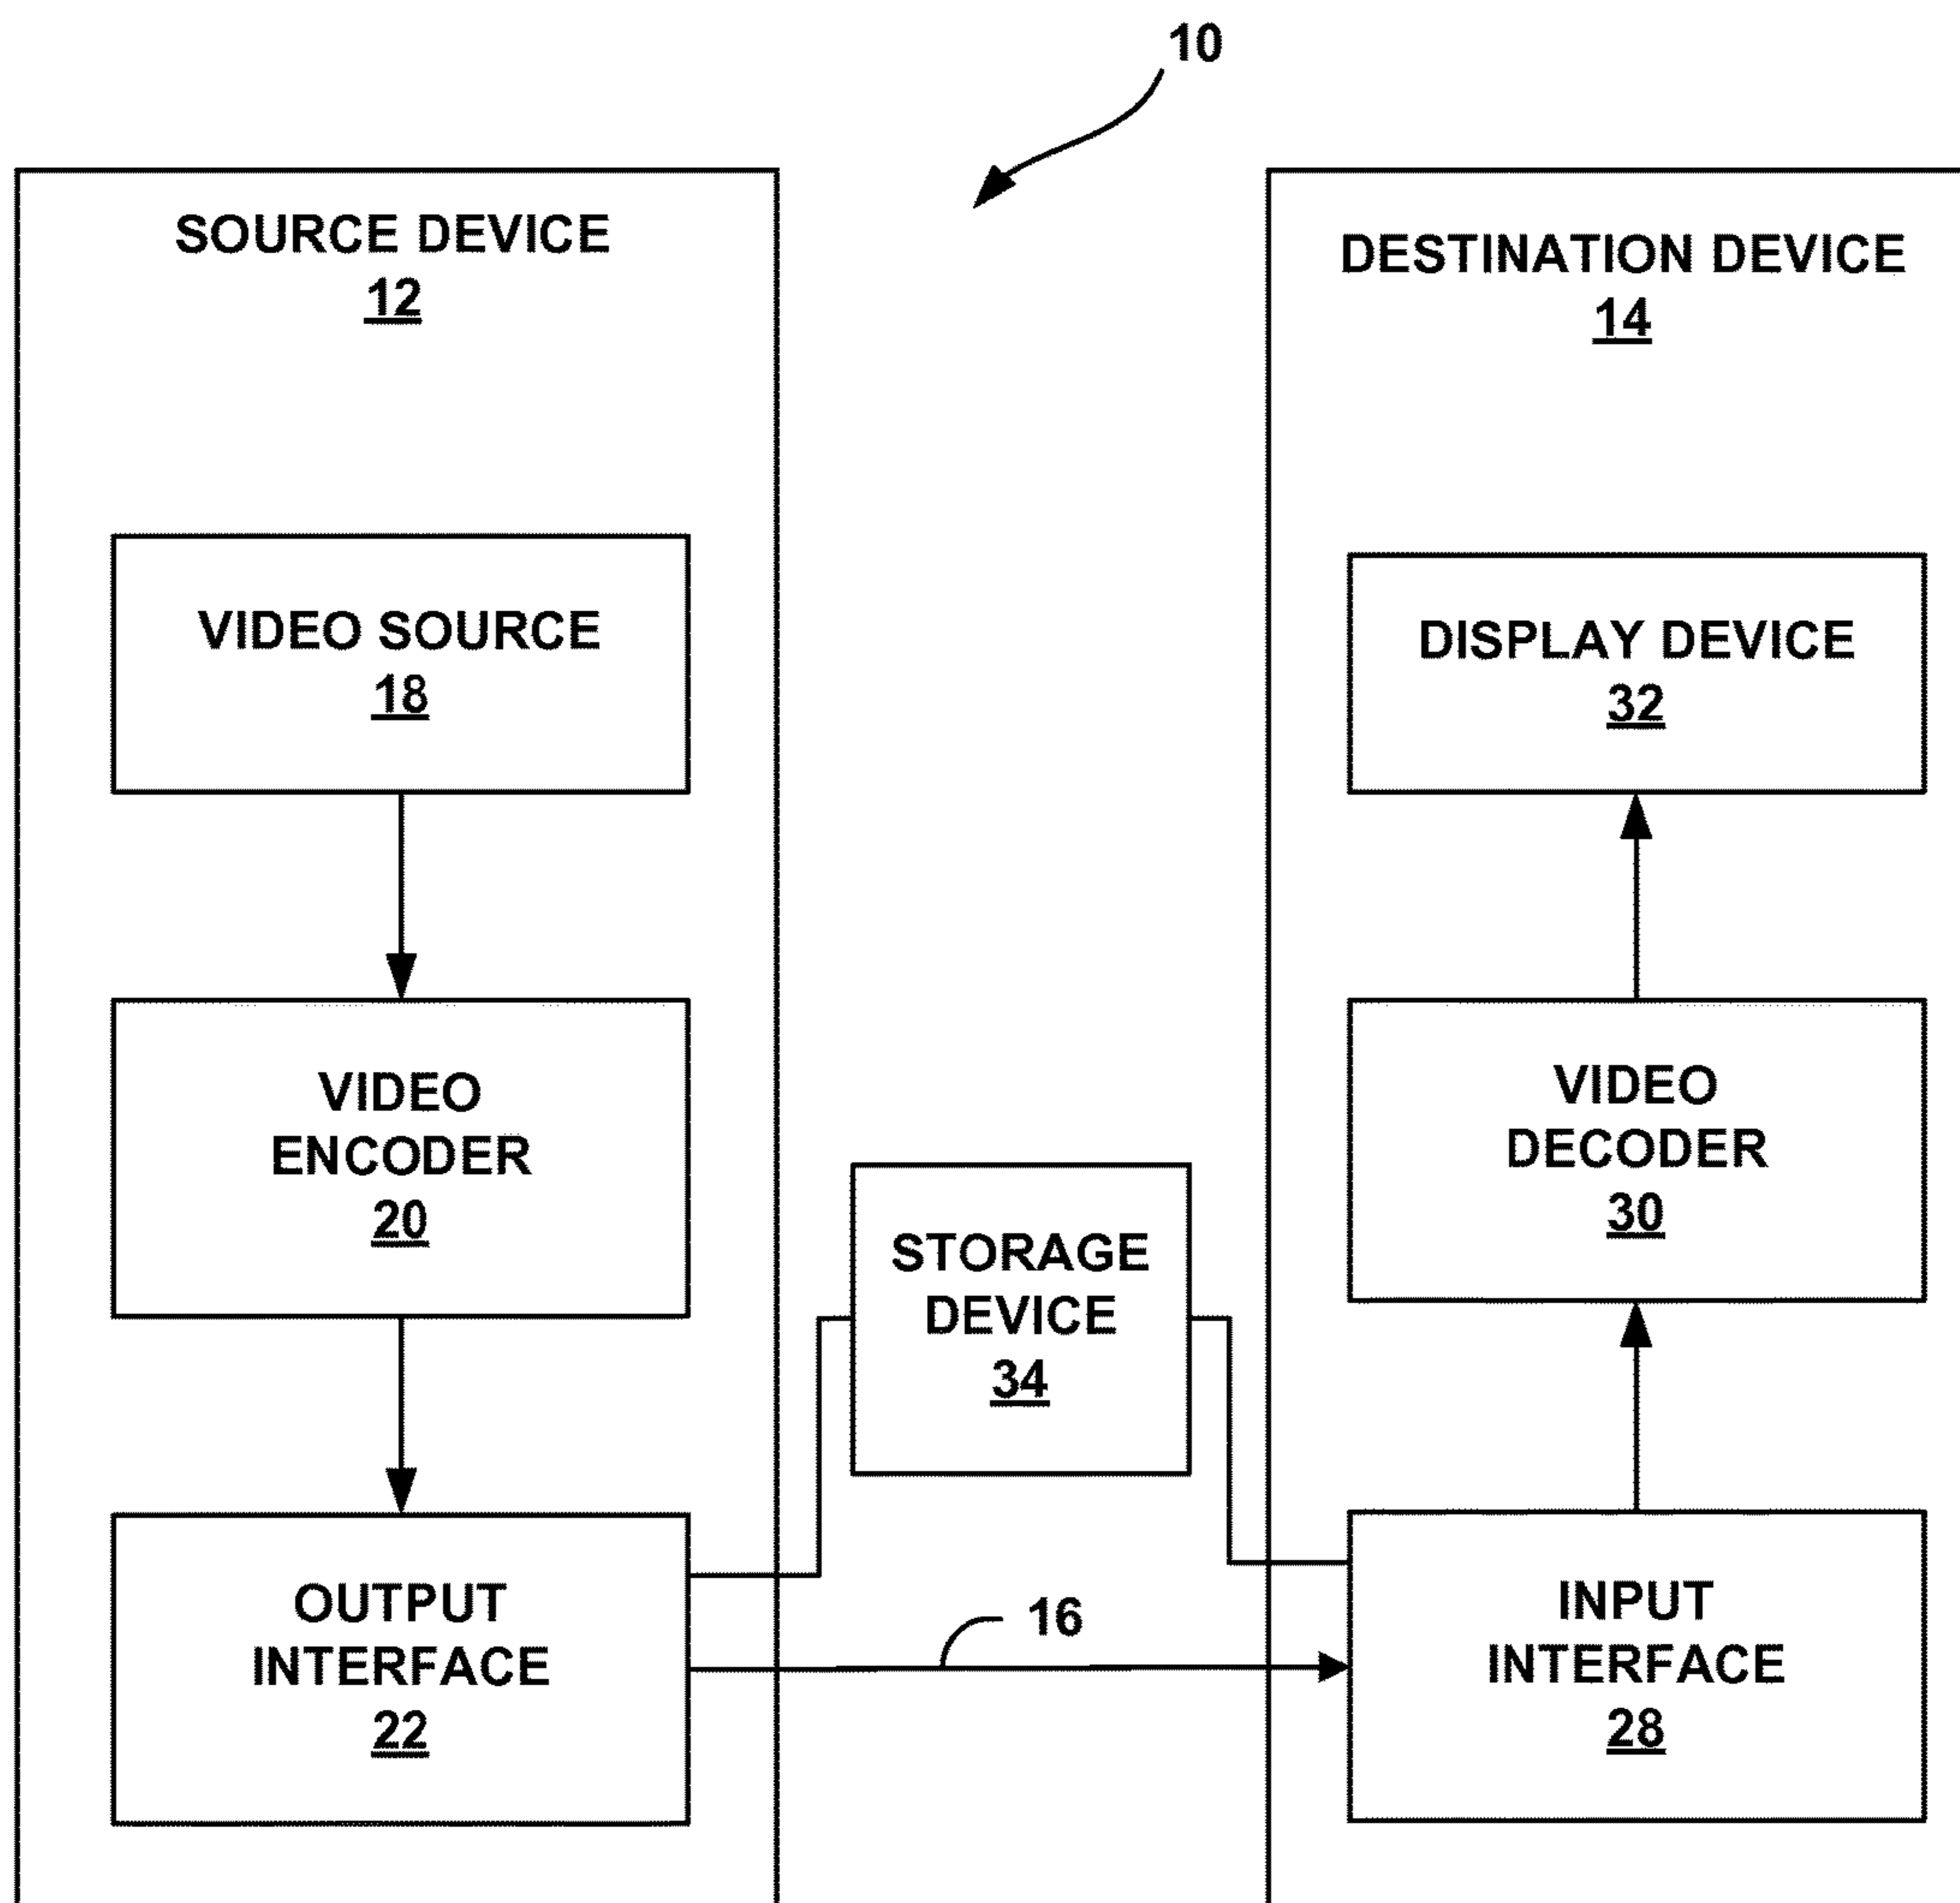 10
SOURCE DEVICE
12
VIDEO SOURCE
18
VIDEO
ENCODER
20
OUTPUT
INTERFACE
22
STORAGE
DEVICE
34
16
DESTINATION DEVICE
14
DISPLAY DEVICE
32
VIDEO
DECODER
30
INPUT
INTERFACE
28